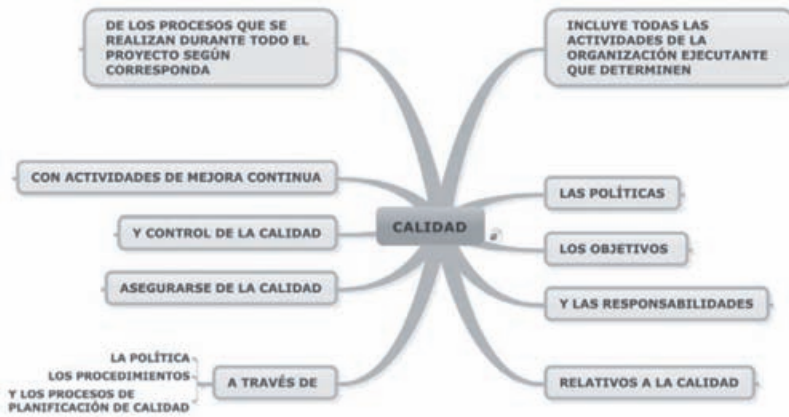 DE LOS PROCESOS QUE SE
REALIZAN DURANTE TODO EL
PROYECTO SEGÚN
CORRESPONDA
INCLUYE TODAS LAS
ACTIVIDADES DE LA
ORGANIZACIÓN EJECUTANTE
QUE DETERMINEN
CON ACTIVIDADES DE MEJORA CONTINUA
LAS POLÍTICAS
CALIDAD
Y CONTROL DE LA CALIDAD
LOS OBJETIVOS
ASEGURARSE DE LA CALIDAD
Y LAS RESPONSABILIDADES
LA POLÍTICA
LOS PROCEDIMIENTOS
Y LOS PROCESOS DE
PLANIFICACIÓN DE CALIDAD
A TRAVÉS DE
RELATIVOS A LA CALIDAD